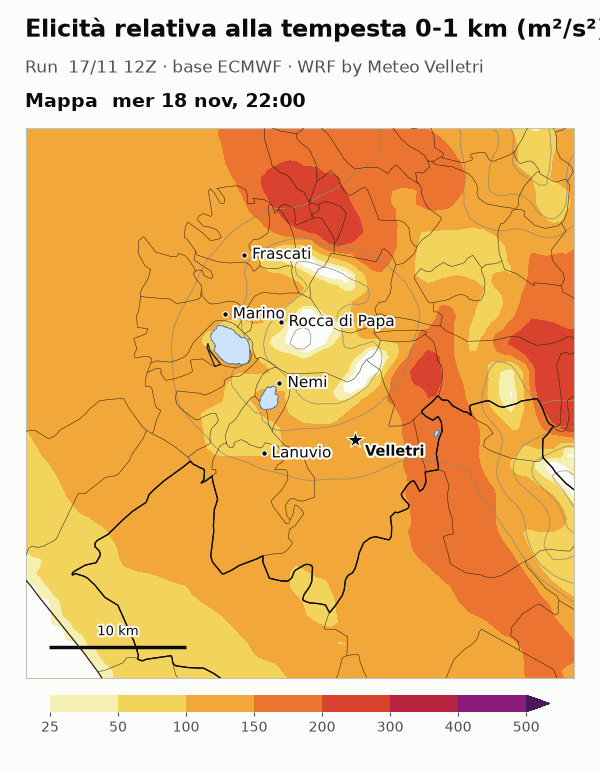 Elicità relativa alla tempesta 0-1 km (m²/s²)
Run 17/11 12Z · base ECMWF · WRF by Meteo Velletri
Mappa mer 18 nov, 22:00
Frascati
Marino
Rocca di Papa
Nemi
Velletri
Lanuvio
10 km
25 50 100 150 200 300 400 500